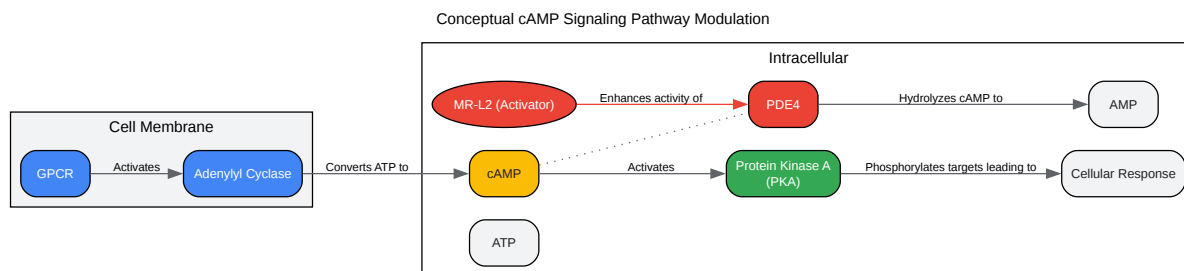 Conceptual cAMP Signaling Pathway Modulation
Intracellular
MR-L2 (Activator)
Enhances activity of
PDE4
Hydrolyzes cAMP to
AMP
Cell Membrane
GPCR
Activates
Adenylyl Cyclase
Converts ATP to
cAMP
Activates
Protein Kinase A
(PKA)
Phosphorylates targets leading to
Cellular Response
ATP